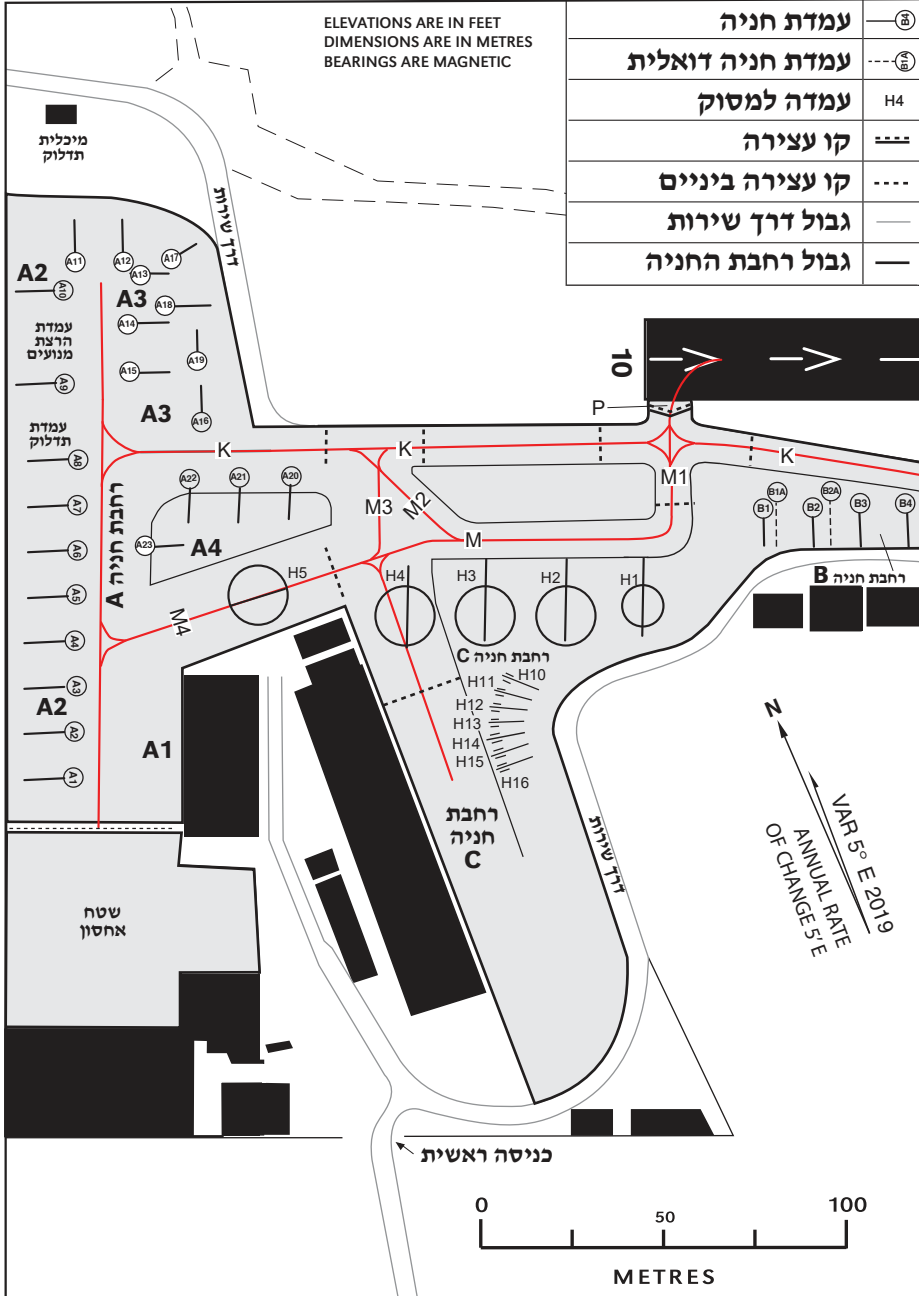 ELEVATIONS ARE IN FEET
DIMENSIONS ARE IN METRES
BEARINGS ARE MAGNETIC
עמדת חניה
B4
עמדת חניה דואלית
B1A
עמדה למסוק
H4
קו עצירה
קו עצירה ביניים
גבול דרך שירות
גבול רחבת החניה
מיכלית
תדלוק
דרך שירות
A11
A12
A17
A13
A2
A10
A3
A18
A14
עמדת
הרצת
מנועים
A19
A15
A9
A3
A16
10
P
עמדת
תדלוק
A8
K
K
K
M1
A22
A21
A20
M3
M2
A7
רחבת חניה A
B1
B1A
B2
B2A
B3
B4
A23
A4
M
A6
H5
H4
H3
H2
H1
רחבת חניה B
A5
M4
A4
רחבת חניה C
H11
H10
A3
H12
A2
H13
A2
A1
H14
H15
H16
A1
רחבת
חניה
C
דרך שירות
N
VAR 5° E 2019
ANNUAL RATE
OF CHANGE 5'E
שטח
אחסון
כניסה ראשית
0
50
100
METRES